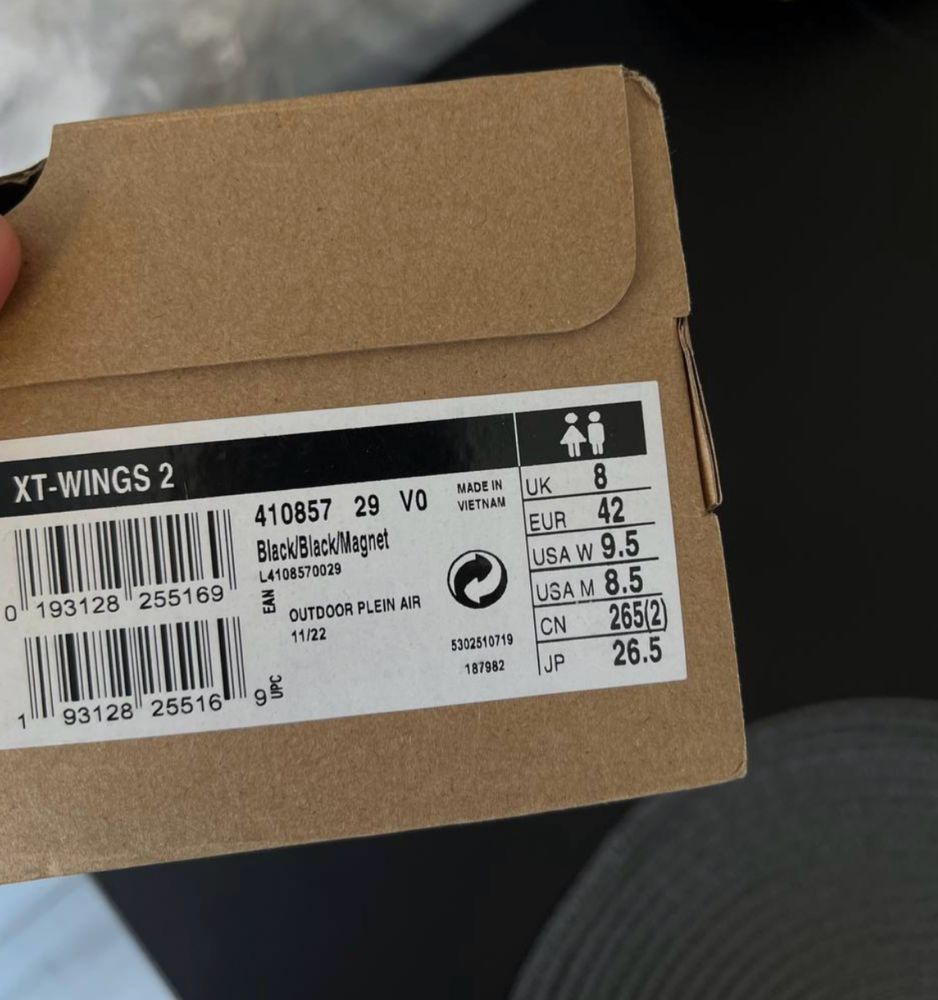 XT-WINGS 2
0 193128 255169
EAN
1 93128 25516 9
UPC
410857 29 V0
Black/Black/Magnet
L4108570029
OUTDOOR PLEIN AIR
11/22
MADE IN
VIETNAM
5302510719
187982
UK 8
EUR 42
USA W 9.5
USA M 8.5
CN 265(2)
JP 26.5